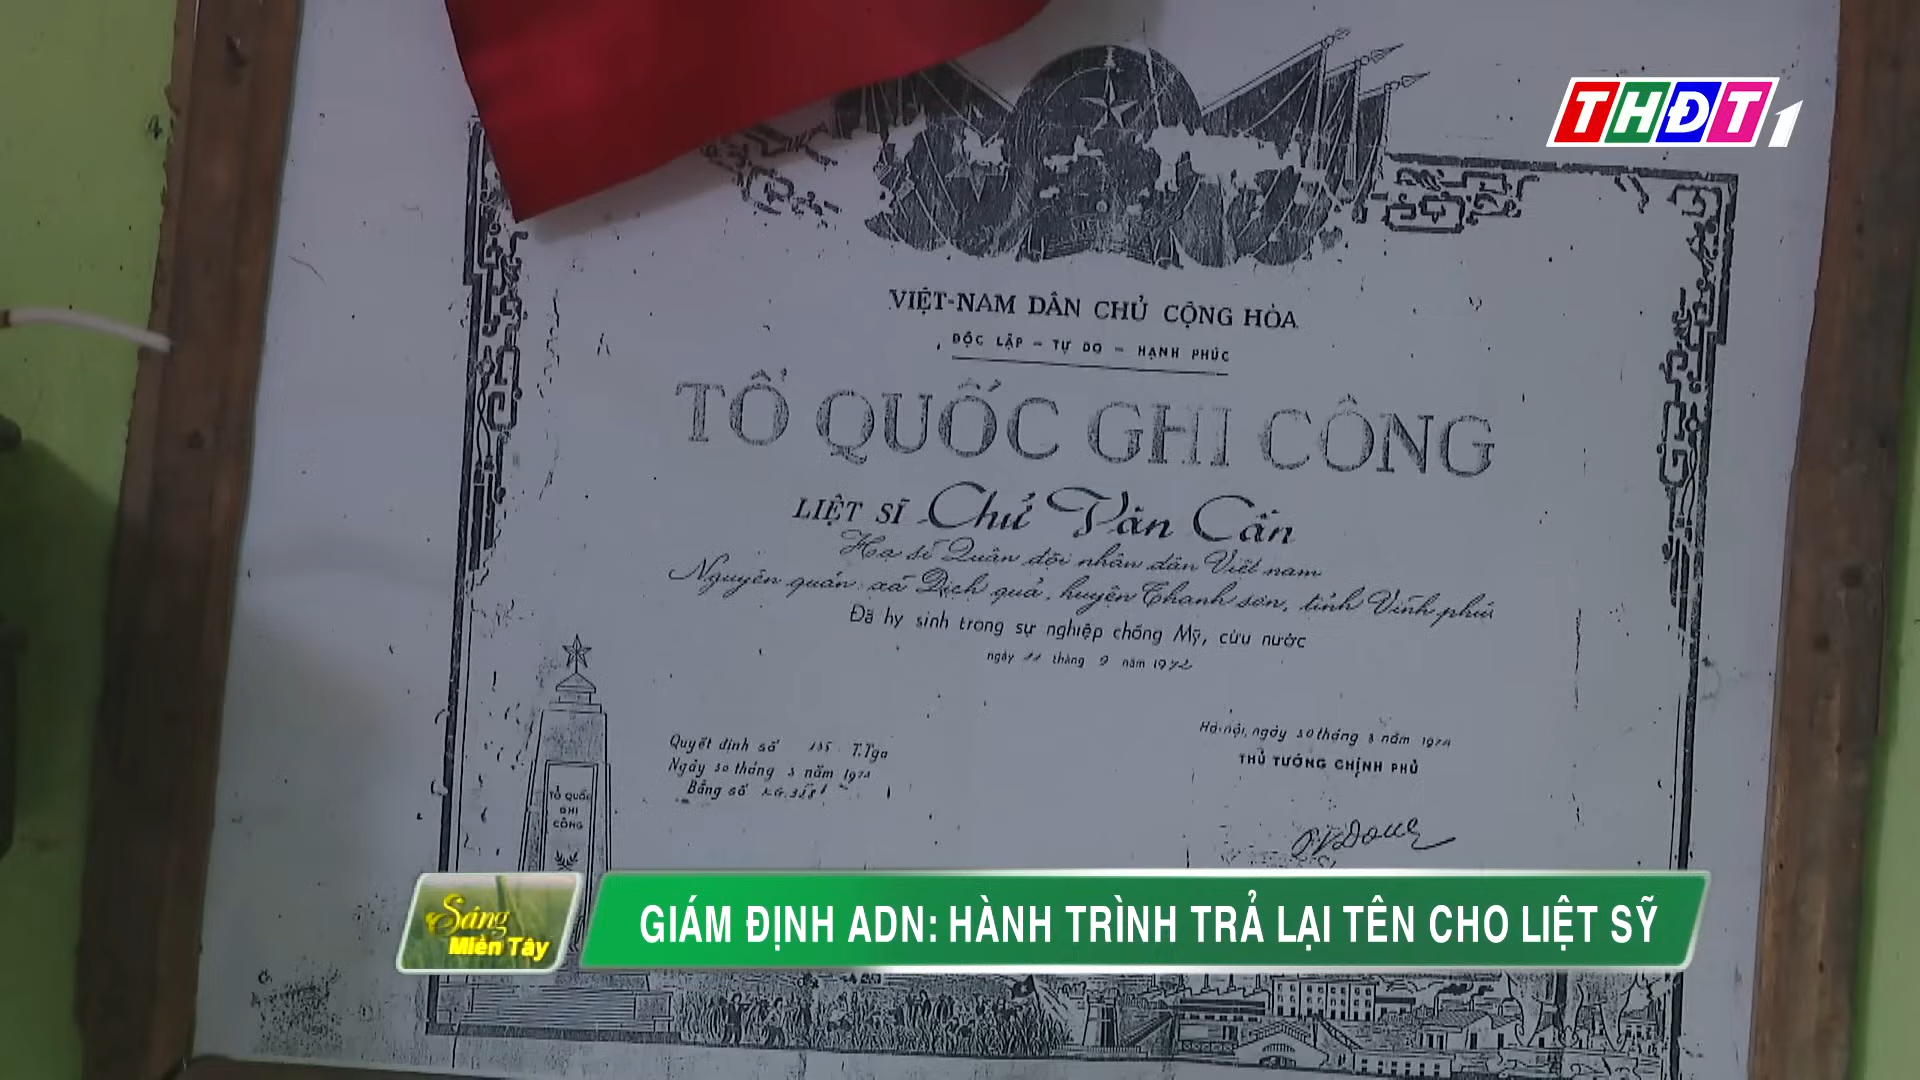 THĐT1
VIỆT-NAM DÂN CHỦ CỘNG HÒA
ĐỘC LẬP - TỰ DO - HẠNH PHÚC
TỔ QUỐC GHI CÔNG
LIỆT SĨ Chử Văn Cấn
Hạ sĩ Quân đội nhân dân Việt nam
Nguyên quán: xã Dịch quả, huyện Thanh sơn, tỉnh Vĩnh phú
Đã hy sinh trong sự nghiệp chống Mỹ, cứu nước
ngày 11 tháng 9 năm 1972
Quyết định số T.Tga
Ngày 30 tháng 3 năm 1974
Bằng số
Hà-nội, ngày 30 tháng 3 năm 1974
THỦ TƯỚNG CHÍNH PHỦ
TỔ QUỐC
GHI
CÔNG
Sáng
Miền Tây
GIÁM ĐỊNH ADN: HÀNH TRÌNH TRẢ LẠI TÊN CHO LIỆT SỸ